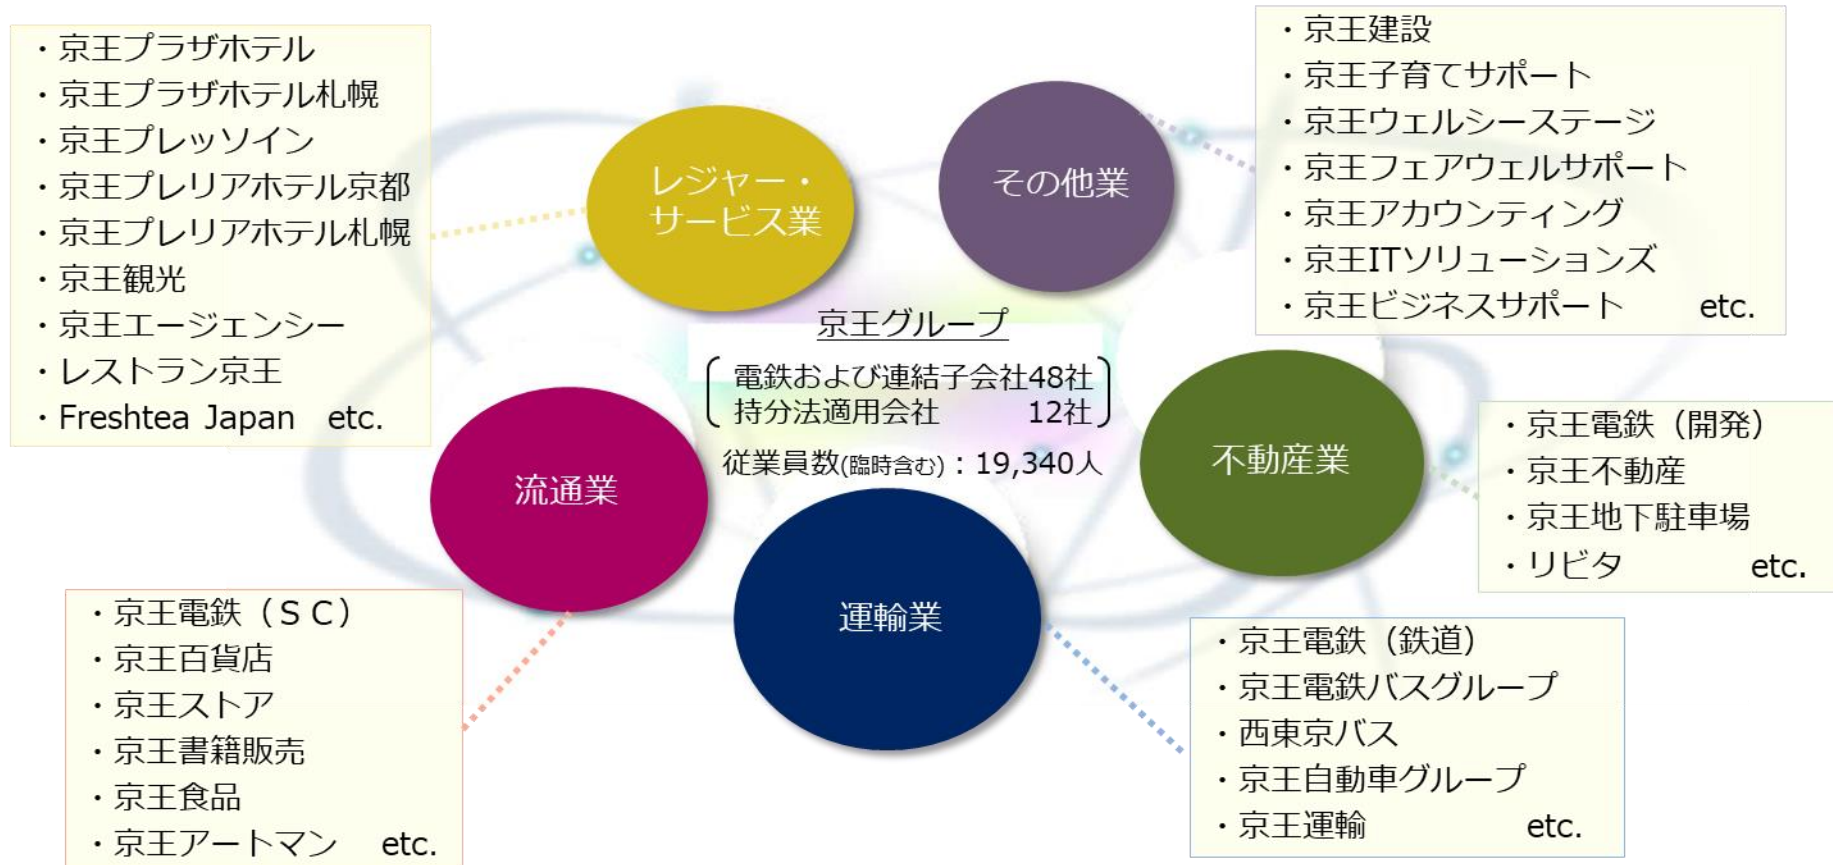 ・京王プラザホテル
・京王プラザホテル札幌
・京王プレッソイン
・京王プレリアホテル京都
・京王プレリアホテル札幌
・京王観光
・京王エージェンシー
・レストラン京王
・Freshtea Japan etc.
レジャー・
サービス業
その他業
・京王建設
・京王子育てサポート
・京王ウェルシーステージ
・京王フェアウェルサポート
・京王アカウンティング
・京王ITソリューションズ
・京王ビジネスサポート etc.
京王グループ
電鉄および連結子会社48社
持分法適用会社 12社
従業員数(臨時含む)：19,340人
流通業
運輸業
不動産業
・京王電鉄（開発）
・京王不動産
・京王地下駐車場
・リビタ etc.
・京王電鉄（ＳＣ）
・京王百貨店
・京王ストア
・京王書籍販売
・京王食品
・京王アートマン etc.
・京王電鉄（鉄道）
・京王電鉄バスグループ
・西東京バス
・京王自動車グループ
・京王運輸 etc.